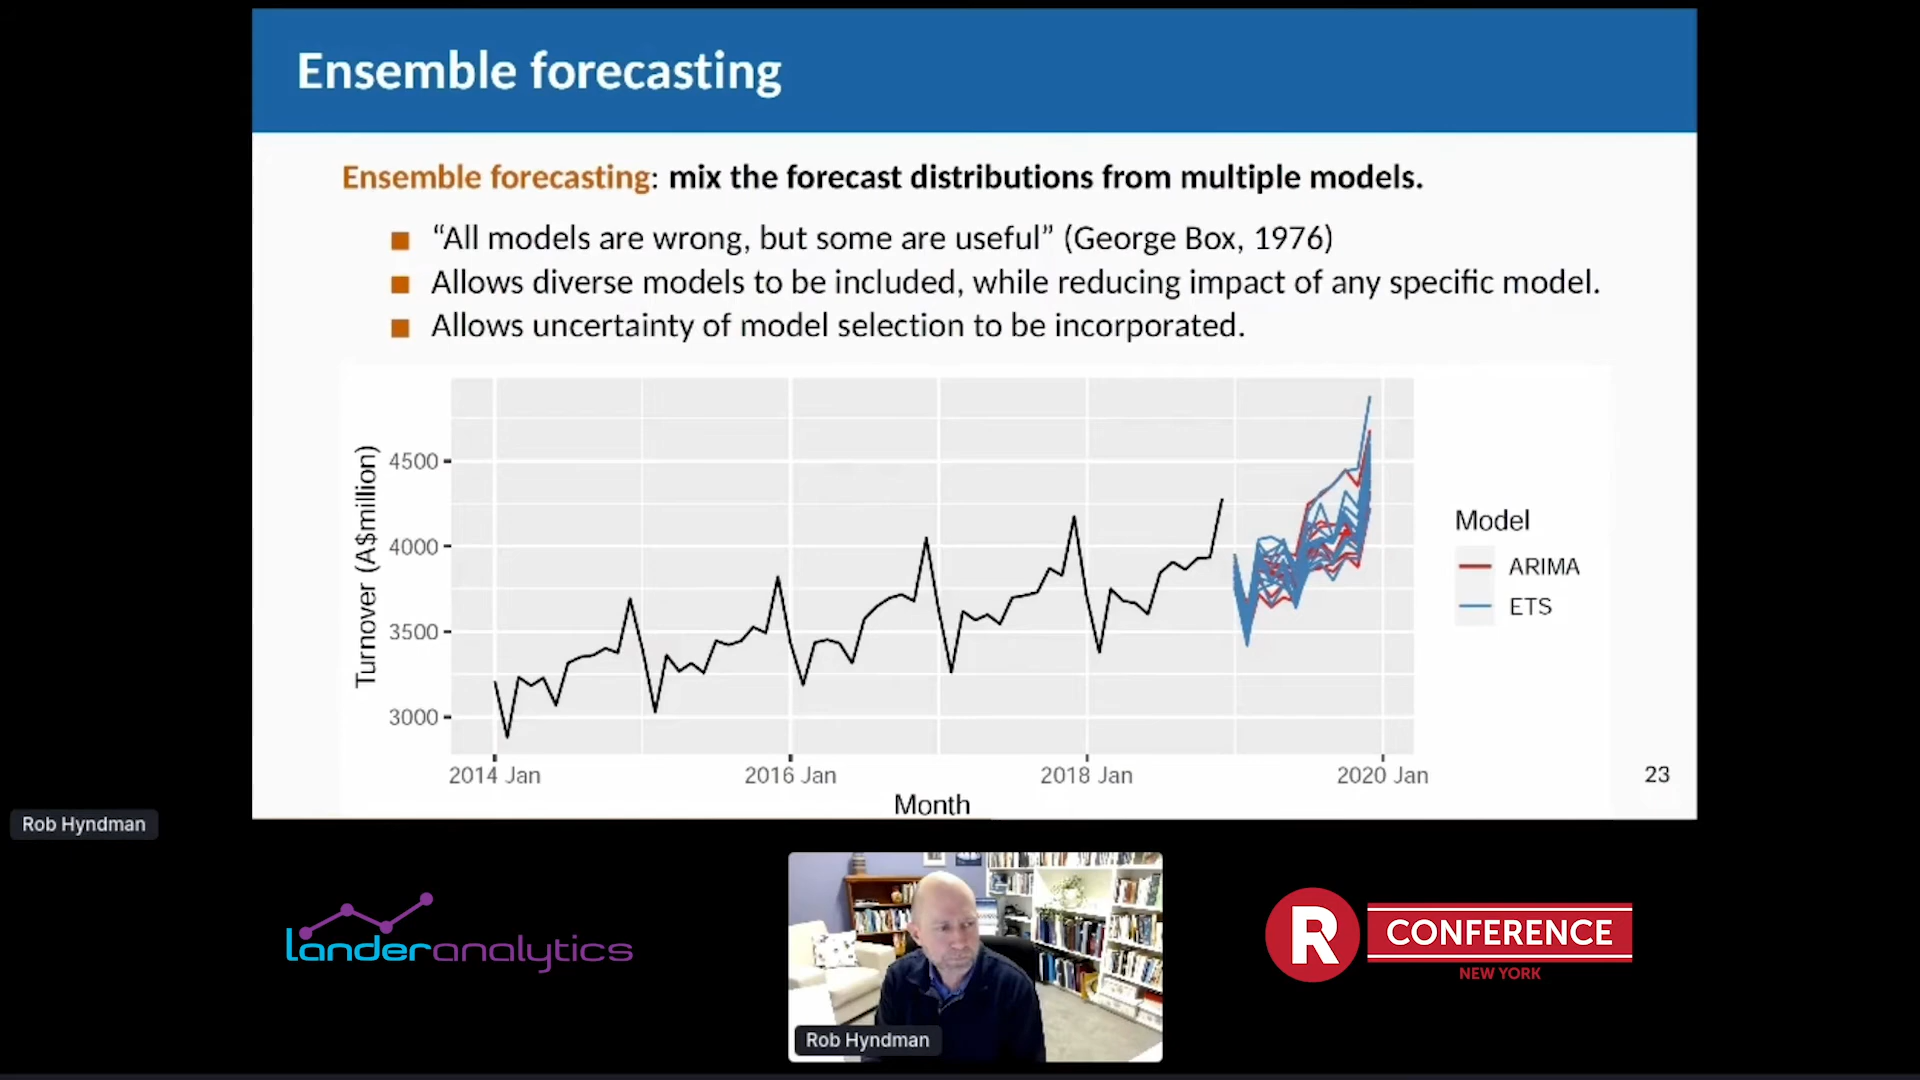 Ensemble forecasting
Ensemble forecasting: mix the forecast distributions from multiple models.
“All models are wrong, but some are useful” (George Box, 1976)
Allows diverse models to be included, while reducing impact of any specific model.
Allows uncertainty of model selection to be incorporated.
Turnover (A$million)
4500
4000
3500
3000
2014 Jan
2016 Jan
2018 Jan
2020 Jan
Month
Model
ARIMA
ETS
23
Rob Hyndman
landeranalytics
Rob Hyndman
R CONFERENCE
NEW YORK